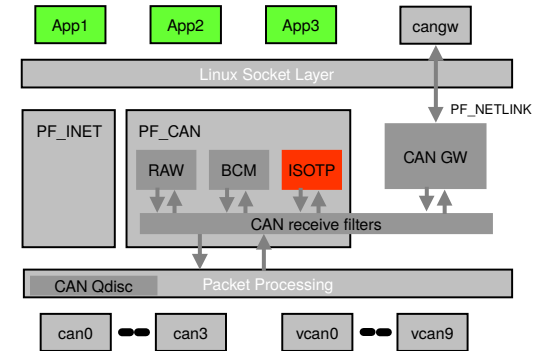 App1
App2
App3
cangw
Linux Socket Layer
PF_NETLINK
PF_INET
PF_CAN
CAN GW
RAW
BCM
ISOTP
CAN receive filters
CAN Qdisc
Packet Processing
can0
can3
vcan0
vcan9